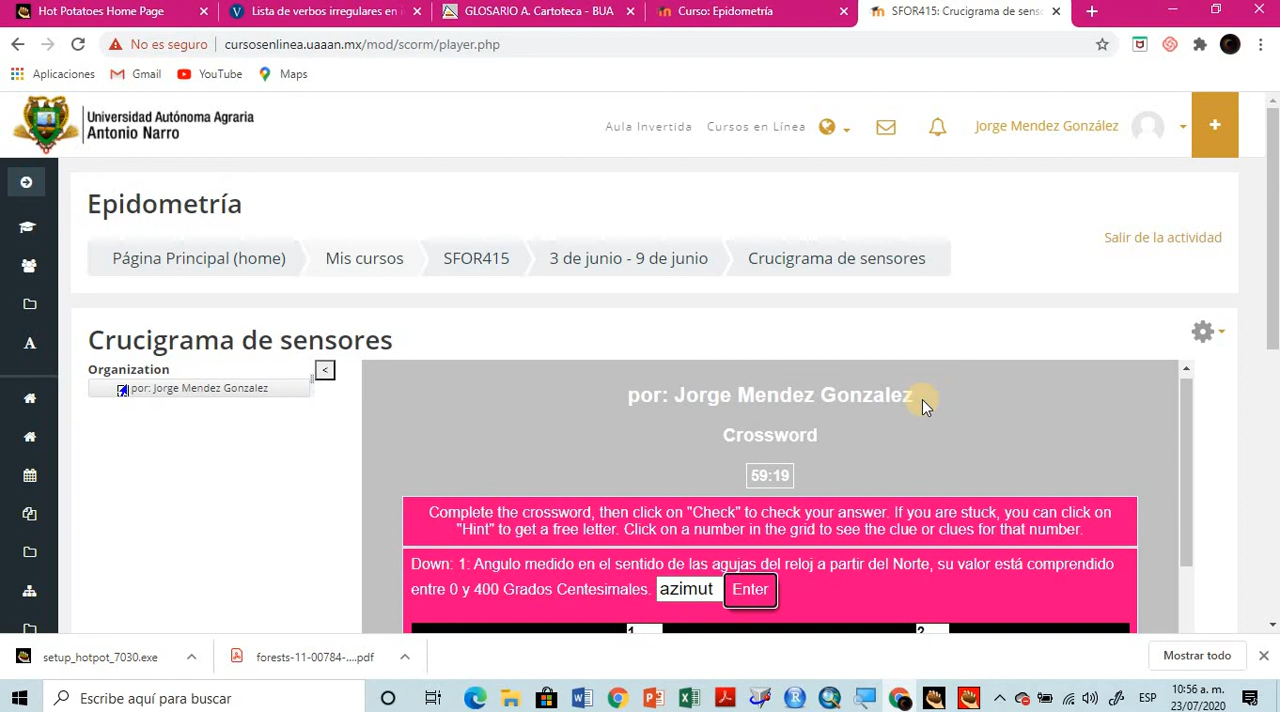 Hot Potatoes Home Page
Lista de verbos irregulares en i
GLOSARIO A. Cartoteca - BUA
Curso: Epidometría
SFOR415: Crucigrama de senso
No es seguro
cursosenlinea.uaaan.mx/mod/scorm/player.php
Aplicaciones
Gmail
YouTube
Maps
Universidad Autónoma Agraria
Antonio Narro
Aula Invertida
Cursos en Línea
Jorge Mendez González
Epidometría
Salir de la actividad
Página Principal (home)
Mis cursos
SFOR415
3 de junio - 9 de junio
Crucigrama de sensores
Crucigrama de sensores
Organization
<
por: Jorge Mendez Gonzalez
por: Jorge Mendez Gonzalez
Crossword
59:19
Complete the crossword, then click on "Check" to check your answer. If you are stuck, you can click on
"Hint" to get a free letter. Click on a number in the grid to see the clue or clues for that number.
Down: 1: Angulo medido en el sentido de las agujas del reloj a partir del Norte, su valor está comprendido
entre 0 y 400 Grados Centesimales. azimut Enter
1 2
setup_hotpot_7030.exe
forests-11-00784-....pdf
Mostrar todo
Escribe aquí para buscar
ESP
10:56 a. m.
23/07/2020